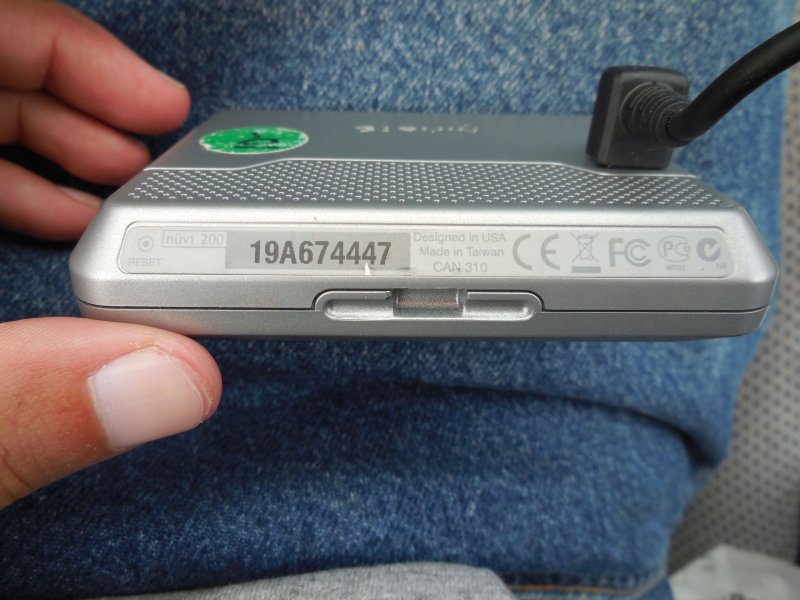 RESET
nüvi 200
19A674447
Designed in USA
Made in Taiwan
CAN 310
CE
FC